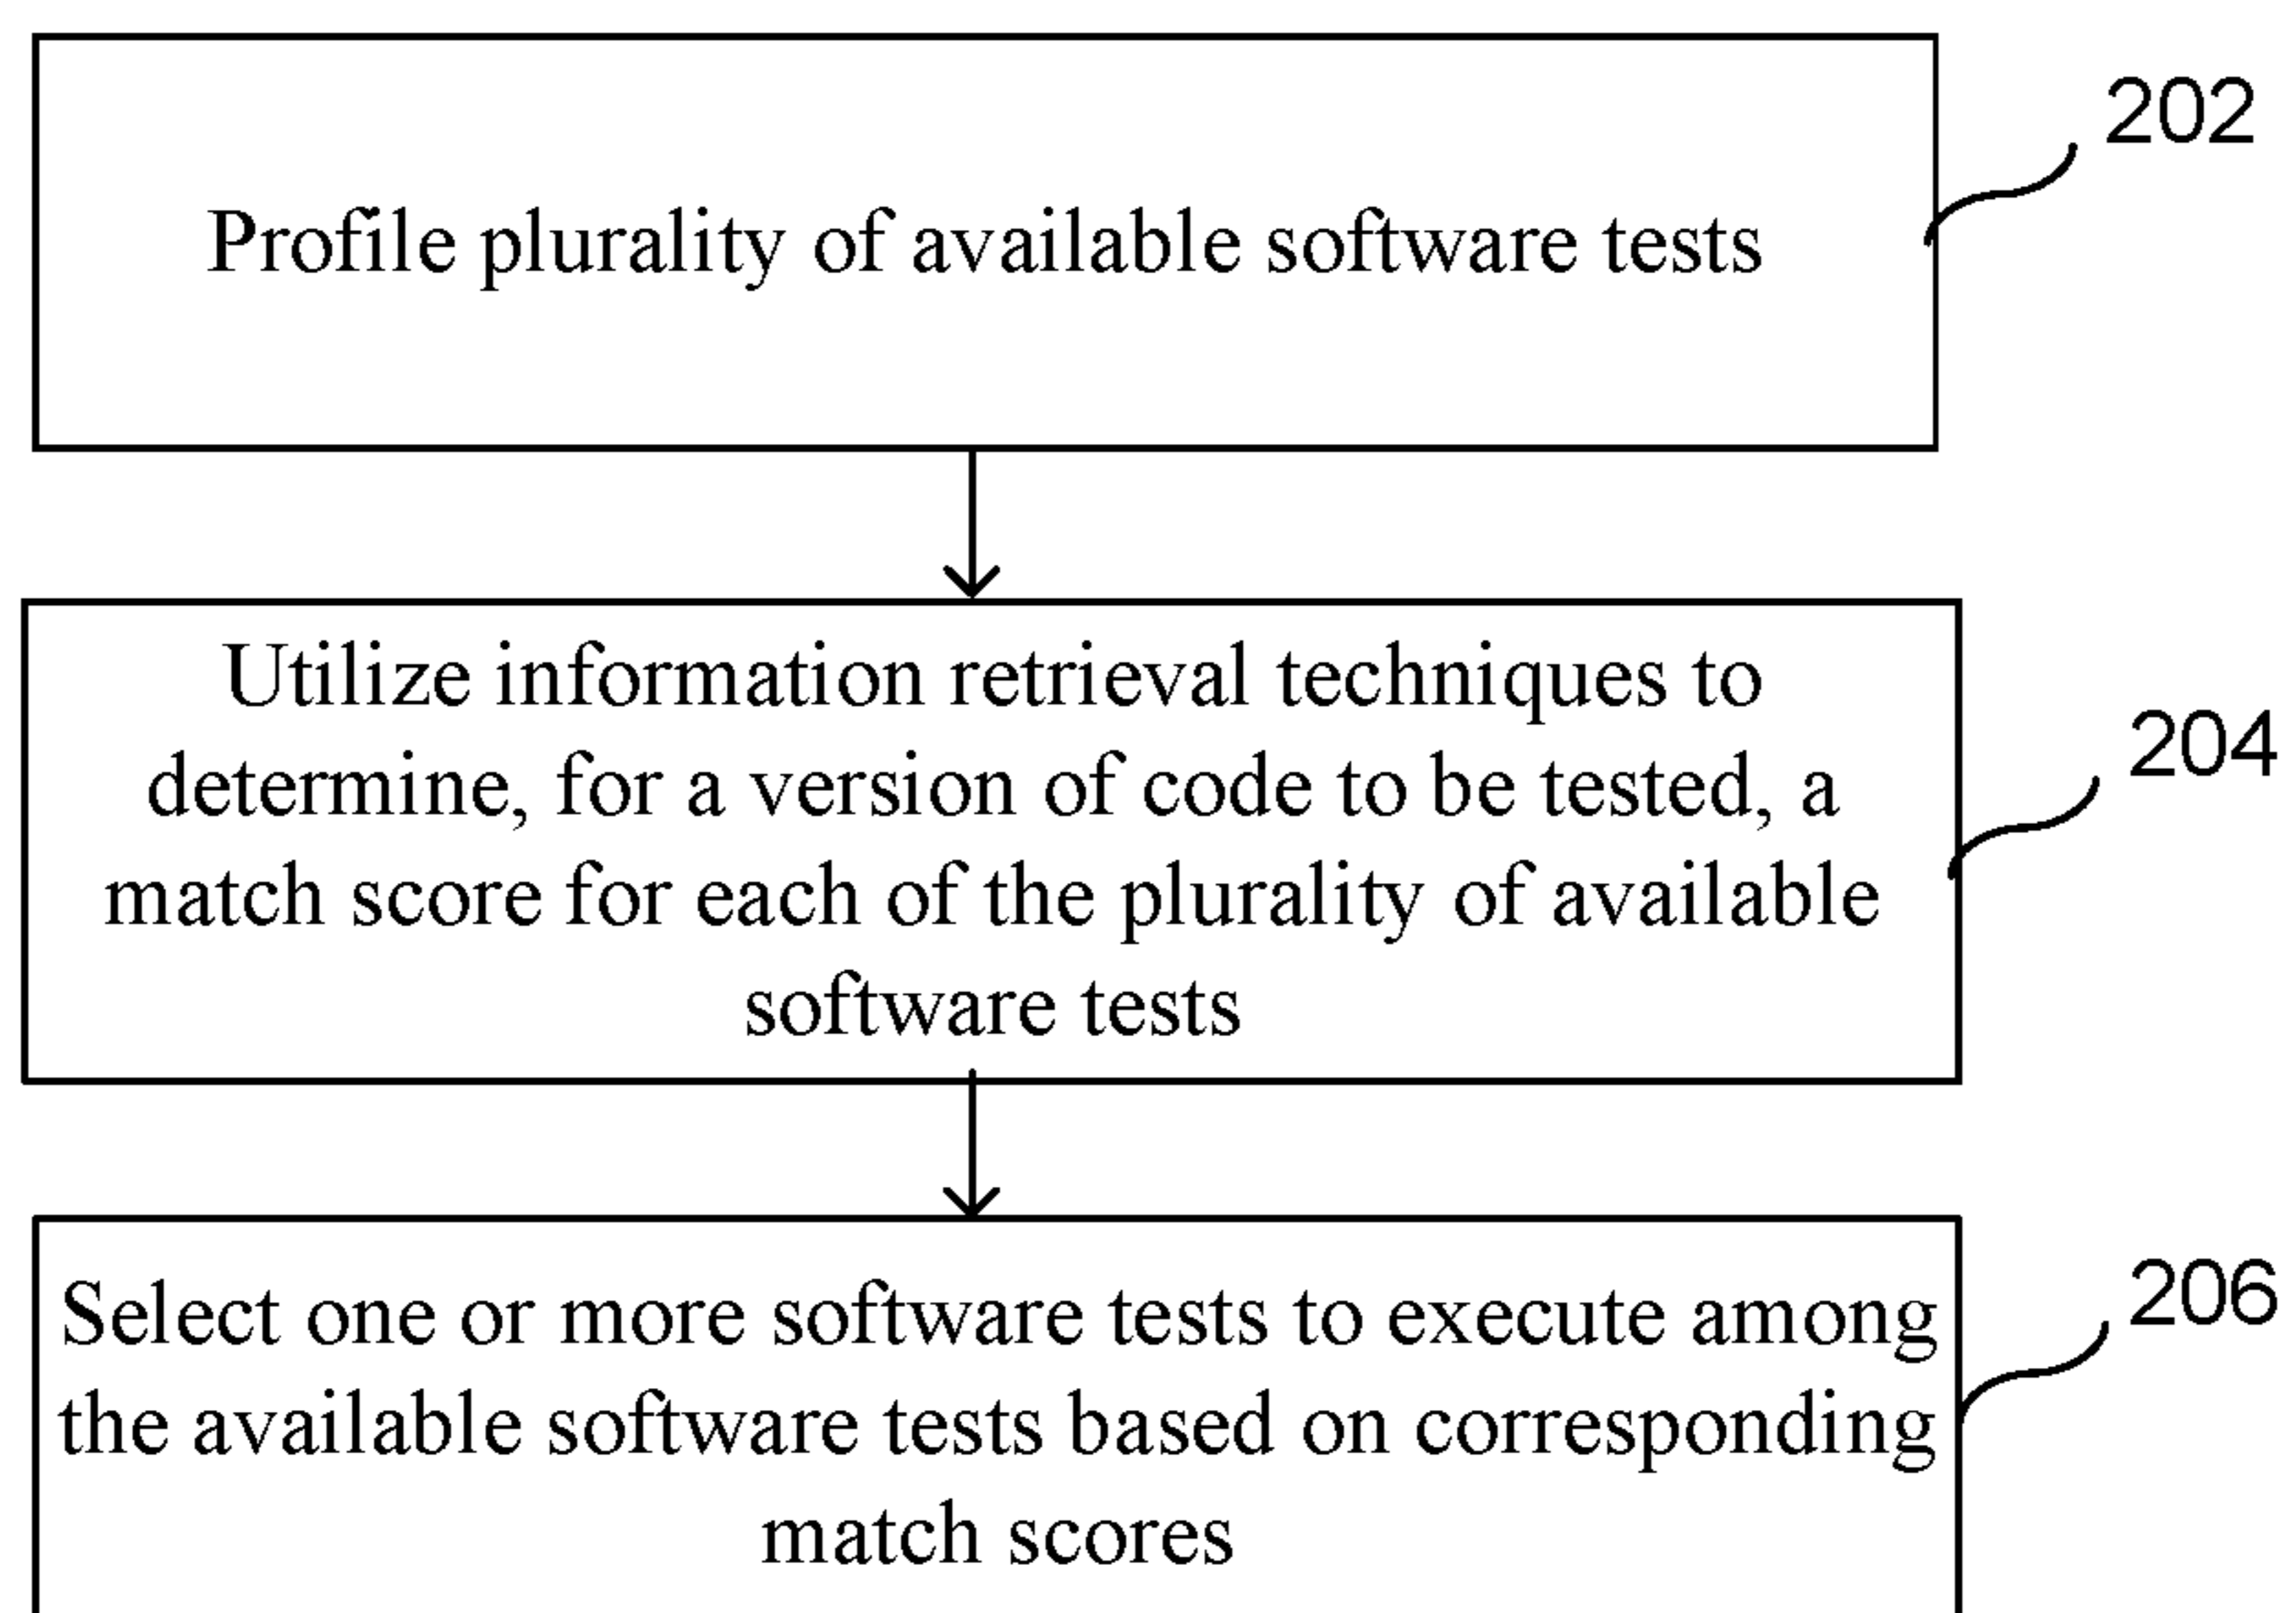 202
Profile plurality of available software tests
Utilize information retrieval techniques to
determine, for a version of code to be tested, a
match score for each of the plurality of available
software tests
204
Select one or more software tests to execute among
the available software tests based on corresponding
match scores
206